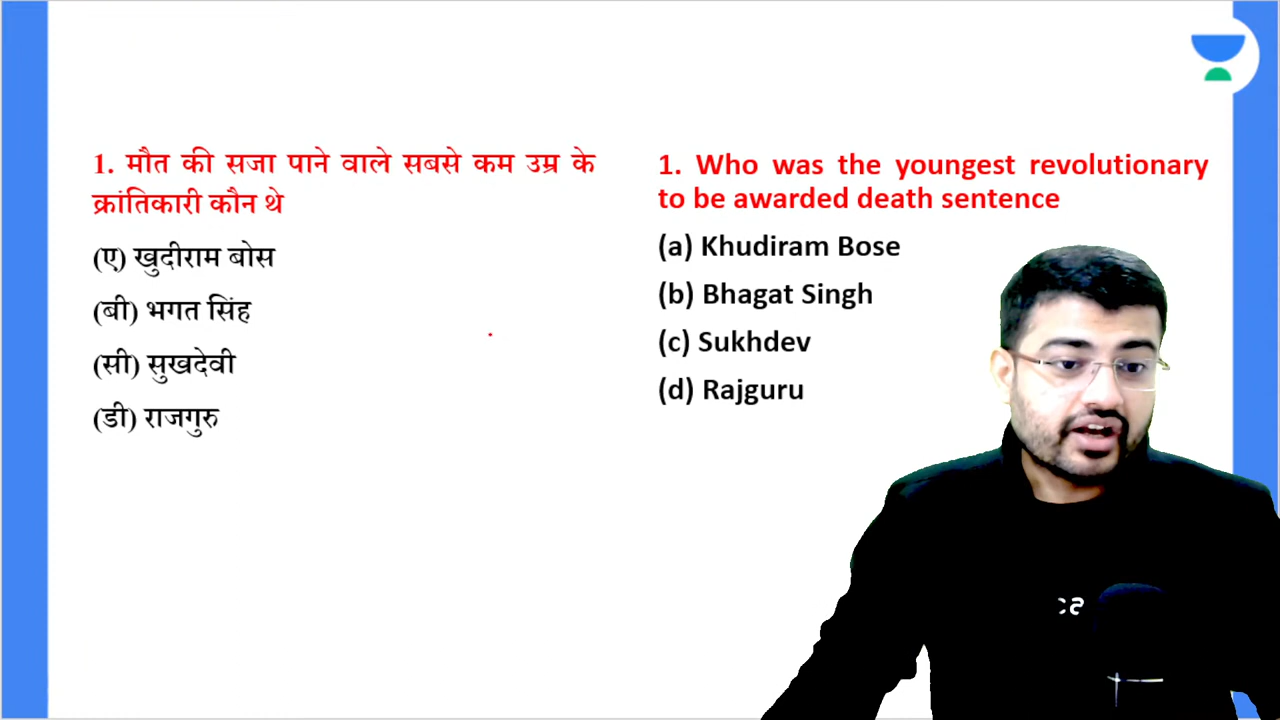 1. मौत की सजा पाने वाले सबसे कम उम्र के
क्रांतिकारी कौन थे
(ए) खुदीराम बोस
(बी) भगत सिंह
(सी) सुखदेवी
(डी) राजगुरु
1. Who was the youngest revolutionary
to be awarded death sentence
(a) Khudiram Bose
(b) Bhagat Singh
(c) Sukhdev
(d) Rajguru